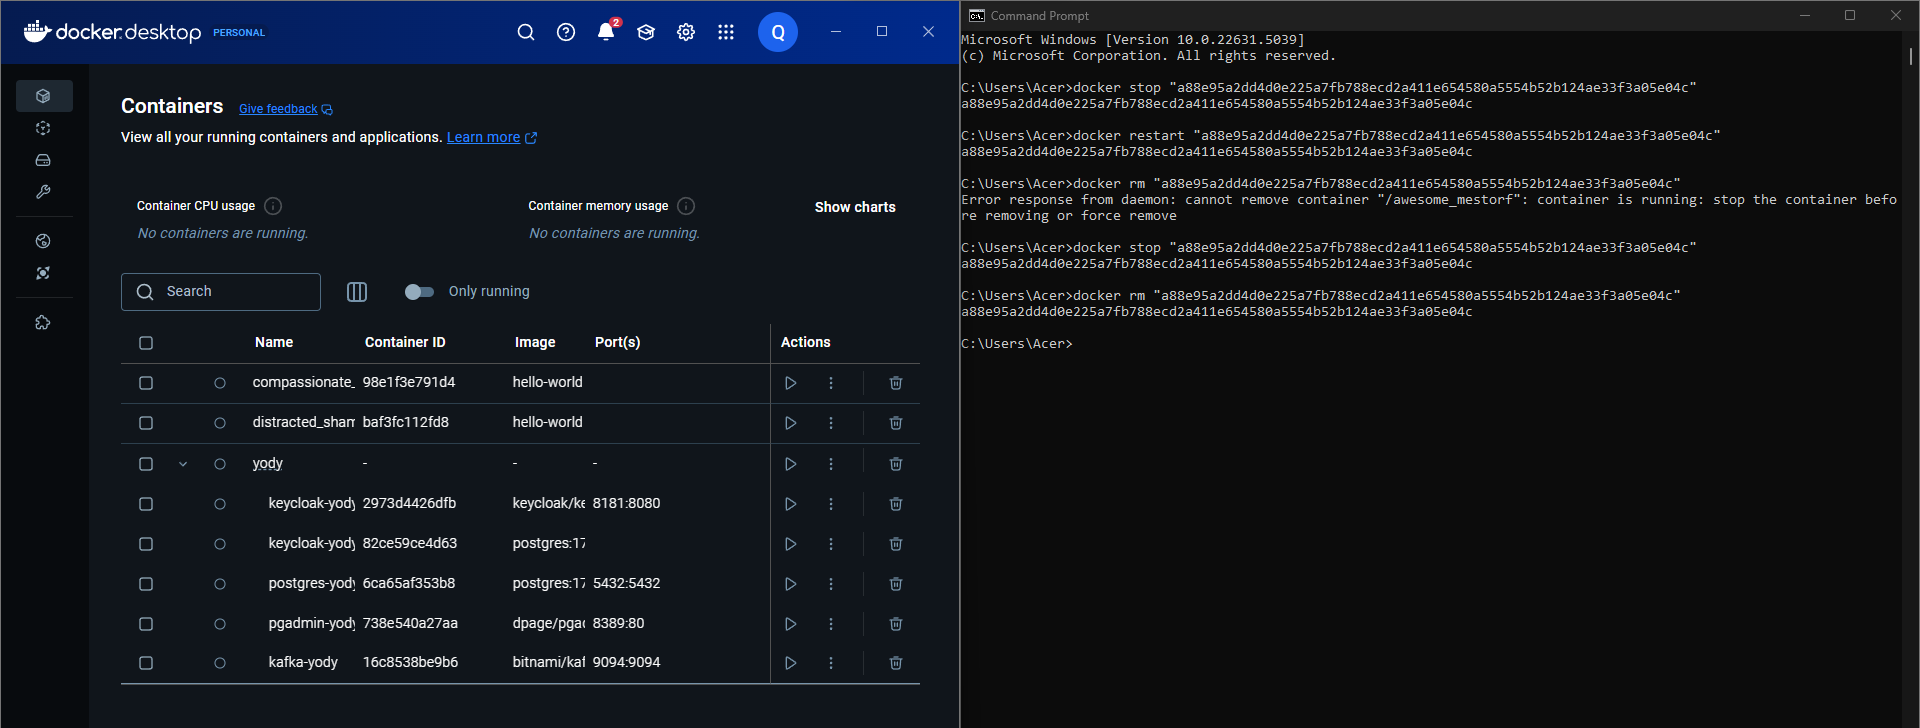 docker.desktop PERSONAL
2
Q
Containers Give feedback
View all your running containers and applications. Learn more
Container CPU usage
No containers are running.
Container memory usage
No containers are running.
Show charts
Search
Only running
Name Container ID Image Port(s) Actions
compassionate_ 98e1f3e791d4 hello-world
distracted_sham baf3fc112fd8 hello-world
yody - - -
keycloak-yody 2973d4426dfb keycloak/ke 8181:8080
keycloak-yody 82ce59ce4d63 postgres:17
postgres-yody 6ca65af353b8 postgres:17 5432:5432
pgadmin-yody 738e540a27aa dpage/pgad 8389:80
kafka-yody 16c8538be9b6 bitnami/kaf 9094:9094
Command Prompt
Microsoft Windows [Version 10.0.22631.5039]
(c) Microsoft Corporation. All rights reserved.
C:\Users\Acer>docker stop "a88e95a2dd4d0e225a7fb788ecd2a411e654580a5554b52b124ae33f3a05e04c"
a88e95a2dd4d0e225a7fb788ecd2a411e654580a5554b52b124ae33f3a05e04c
C:\Users\Acer>docker restart "a88e95a2dd4d0e225a7fb788ecd2a411e654580a5554b52b124ae33f3a05e04c"
a88e95a2dd4d0e225a7fb788ecd2a411e654580a5554b52b124ae33f3a05e04c
C:\Users\Acer>docker rm "a88e95a2dd4d0e225a7fb788ecd2a411e654580a5554b52b124ae33f3a05e04c"
Error response from daemon: cannot remove container "/awesome_mestorf": container is running: stop the container befo
re removing or force remove
C:\Users\Acer>docker stop "a88e95a2dd4d0e225a7fb788ecd2a411e654580a5554b52b124ae33f3a05e04c"
a88e95a2dd4d0e225a7fb788ecd2a411e654580a5554b52b124ae33f3a05e04c
C:\Users\Acer>docker rm "a88e95a2dd4d0e225a7fb788ecd2a411e654580a5554b52b124ae33f3a05e04c"
a88e95a2dd4d0e225a7fb788ecd2a411e654580a5554b52b124ae33f3a05e04c
C:\Users\Acer>